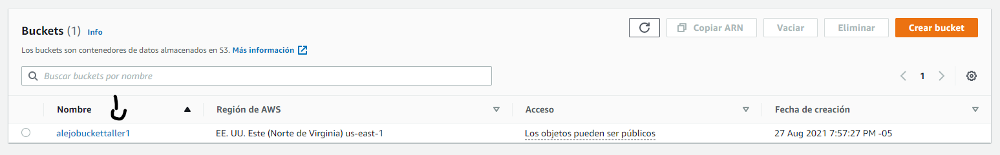 Buckets (1) Info
Copiar ARN Vaciar Eliminar Crear bucket
Los buckets son contenedores de datos almacenados en S3. Más información
Buscar buckets por nombre
1
Nombre Región de AWS Acceso Fecha de creación
alejobuckettaller1 EE. UU. Este (Norte de Virginia) us-east-1 Los objetos pueden ser públicos 27 Aug 2021 7:57:27 PM -05